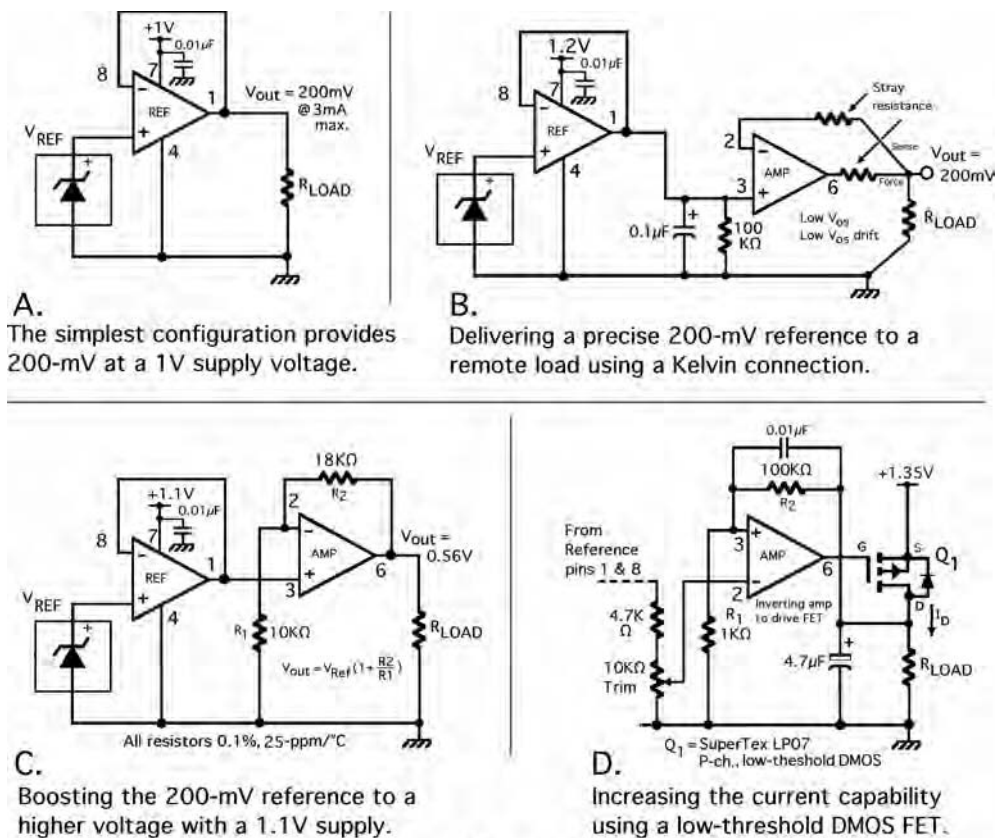 +1V
0.01µF
8
7
−
REF
1
+
4
VREF
+
Vout = 200mV
@ 3mA
max.
RLOAD
A.
The simplest configuration provides
200-mV at a 1V supply voltage.
1.2V
0.01µF
8
7
−
REF
1
+
4
VREF
+
Stray
resistance
2
−
AMP
3
+
6
Sense
Force
Vout =
200mV
+
0.1µF
100
KΩ
Low Vos
Low Vos drift
RLOAD
B.
Delivering a precise 200-mV reference to a
remote load using a Kelvin connection.
+1.1V
0.01µF
8
7
−
REF
1
+
4
VREF
+
18KΩ
R2
2
−
AMP
3
+
6
Vout =
0.56V
R1
10KΩ
RLOAD
Vout = VRef(1+R2/R1)
All resistors 0.1%, 25-ppm/°C
C.
Boosting the 200-mV reference to a
higher voltage with a 1.1V supply.
0.01µF
100KΩ
R2
+1.35V
From
Reference
pins 1 & 8
3
+
AMP
−
2
6
G
S
Q1
D
ID
Inverting amp
to drive FET
4.7K
Ω
R1
1KΩ
10KΩ
Trim
+
4.7µF
RLOAD
Q1 = SuperTex LP07
P-ch., low-theshold DMOS
D.
Increasing the current capability
using a low-threshold DMOS FET.